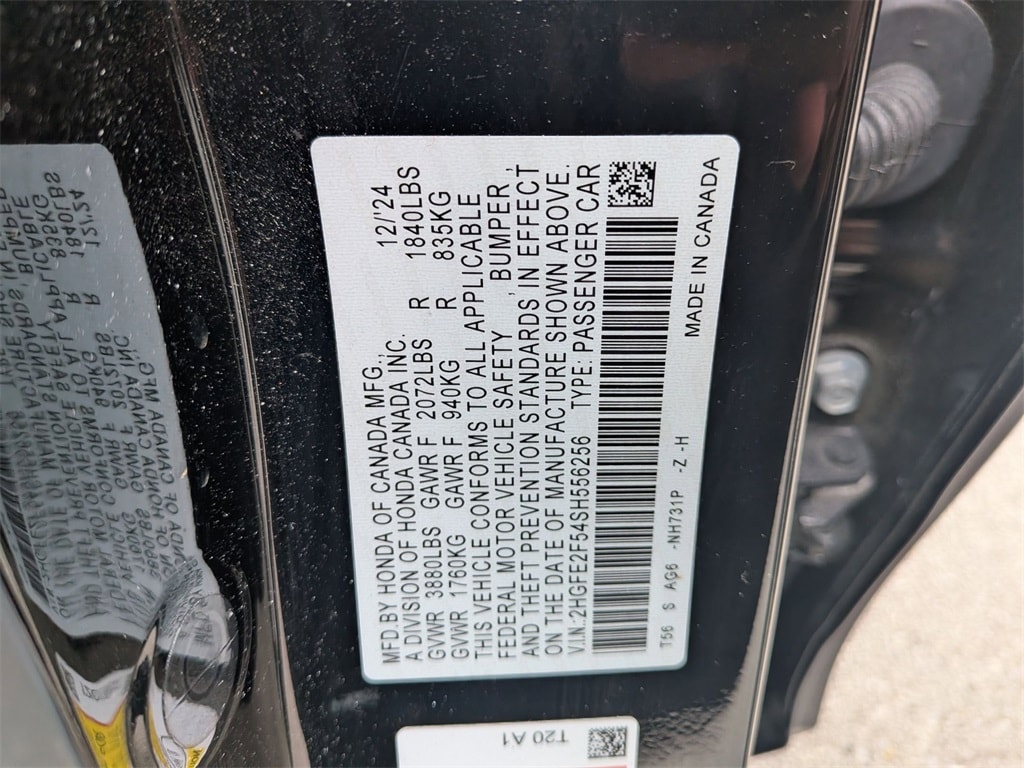 MFD BY HONDA OF CANADA MFG., 12/'24
A DIVISION OF HONDA CANADA INC.
GVWR 3880LBS GAWR F 2072LBS R 1840LBS
GVWR 1760KG GAWR F 940KG R 835KG
THIS VEHICLE CONFORMS TO ALL APPLICABLE
FEDERAL MOTOR VEHICLE SAFETY, BUMPER,
AND THEFT PREVENTION STANDARDS IN EFFECT
ON THE DATE OF MANUFACTURE SHOWN ABOVE.
V.I.N.: 2HGFE2F54SH556256 TYPE: PASSENGER CAR
T56 S AG6 -NH731P -Z -H
MADE IN CANADA
T20 A1